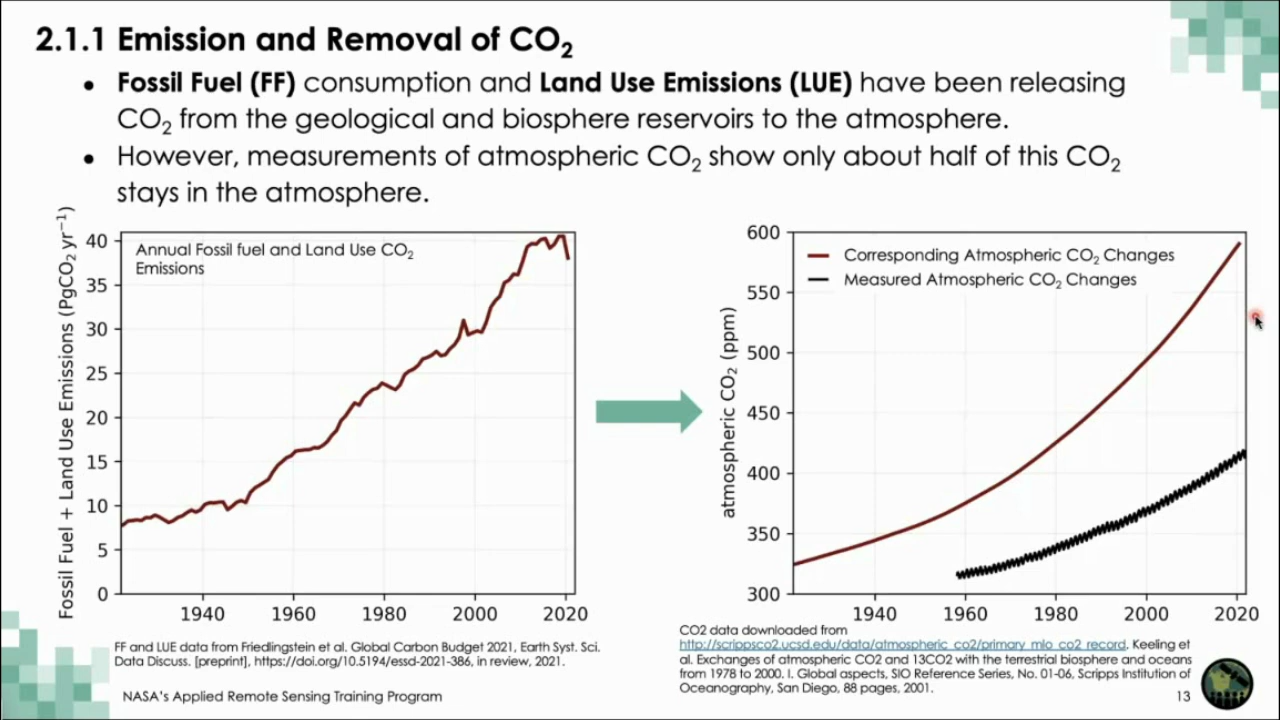 2.1.1 Emission and Removal of CO₂
• Fossil Fuel (FF) consumption and Land Use Emissions (LUE) have been releasing
CO₂ from the geological and biosphere reservoirs to the atmosphere.
• However, measurements of atmospheric CO₂ show only about half of this CO₂
stays in the atmosphere.
Fossil Fuel + Land Use Emissions (PgCO₂ yr⁻¹)
40
35
30
25
20
15
10
5
0
Annual Fossil fuel and Land Use CO₂
Emissions
1940 1960 1980 2000 2020
atmospheric CO₂ (ppm)
600
550
500
450
400
350
300
Corresponding Atmospheric CO₂ Changes
Measured Atmospheric CO₂ Changes
1940 1960 1980 2000 2020
FF and LUE data from Friedlingstein et al. Global Carbon Budget 2021, Earth Syst. Sci.
Data Discuss. [preprint], https://doi.org/10.5194/essd-2021-386, in review, 2021.
CO2 data downloaded from
http://scrippsco2.ucsd.edu/data/atmospheric_co2/primary_mlo_co2_record. Keeling et
al. Exchanges of atmospheric CO2 and 13CO2 with the terrestrial biosphere and oceans
from 1978 to 2000. I. Global aspects, SIO Reference Series, No. 01-06, Scripps Institution of
Oceanography, San Diego, 88 pages, 2001.
NASA's Applied Remote Sensing Training Program
13